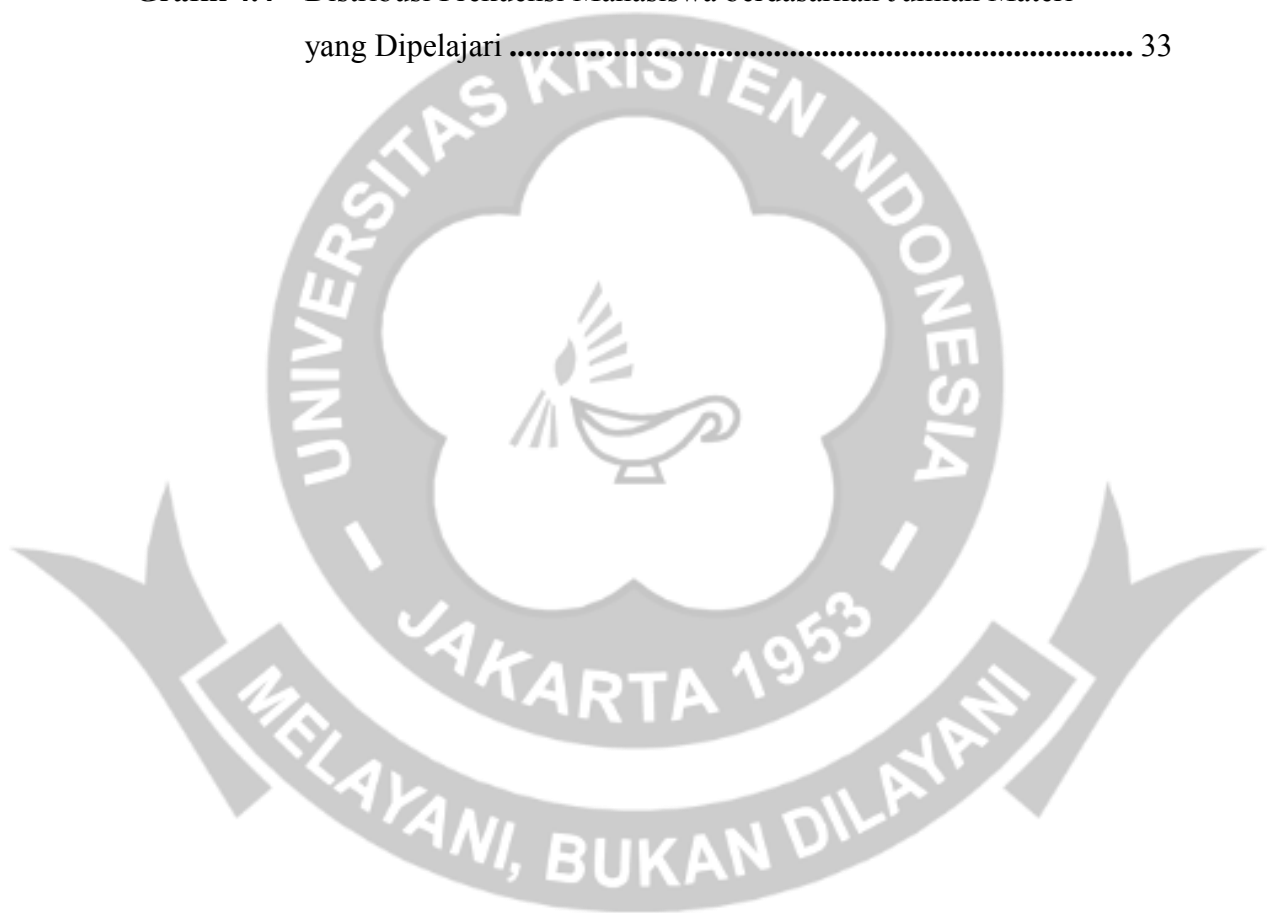 yang Dipelajari ........................................................................... 33
UNIVERSITAS KRISTEN INDONESIA
- JAKARTA 1953 -
MELAYANI, BUKAN DILAYANI